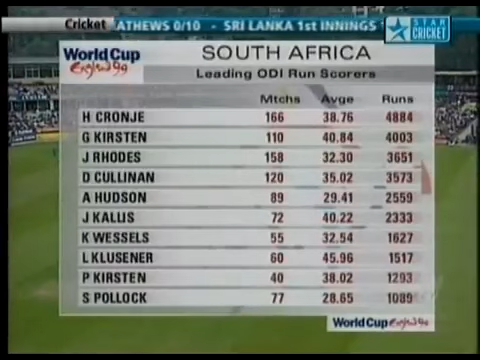 Cricket ATHEWS 0/10 - SRI LANKA 1ST INNINGS
STAR CRICKET
World Cup
England 99
SOUTH AFRICA
Leading ODI Run Scorers
Mtchs Avge Runs
H CRONJE 166 38.76 4884
G KIRSTEN 110 40.84 4003
J RHODES 158 32.30 3651
D CULLINAN 120 35.02 3573
A HUDSON 89 29.41 2559
J KALLIS 72 40.22 2333
K WESSELS 55 32.54 1627
L KLUSENER 60 45.96 1517
P KIRSTEN 40 38.02 1293
S POLLOCK 77 28.65 1089
World Cup England 99